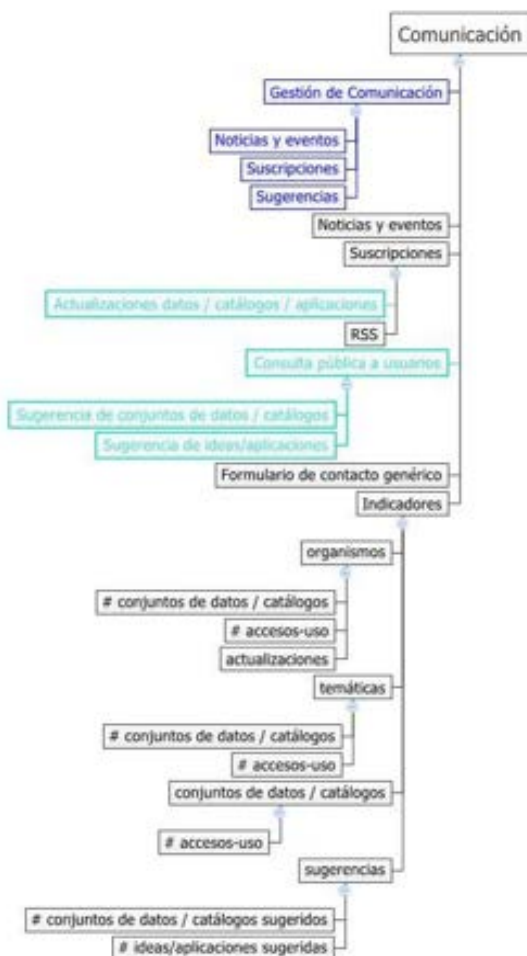 Comunicación
Gestión de Comunicación
Noticias y eventos
Suscripciones
Sugerencias
Noticias y eventos
Suscripciones
Actualizaciones datos / catálogos / aplicaciones
RSS
Consulta pública a usuarios
Sugerencia de conjuntos de datos / catálogos
Sugerencia de ideas/aplicaciones
Formulario de contacto genérico
Indicadores
organismos
# conjuntos de datos / catálogos
# accesos-uso
actualizaciones
temáticas
# conjuntos de datos / catálogos
# accesos-uso
conjuntos de datos / catálogos
# accesos-uso
sugerencias
# conjuntos de datos / catálogos sugeridos
# ideas/aplicaciones sugeridas